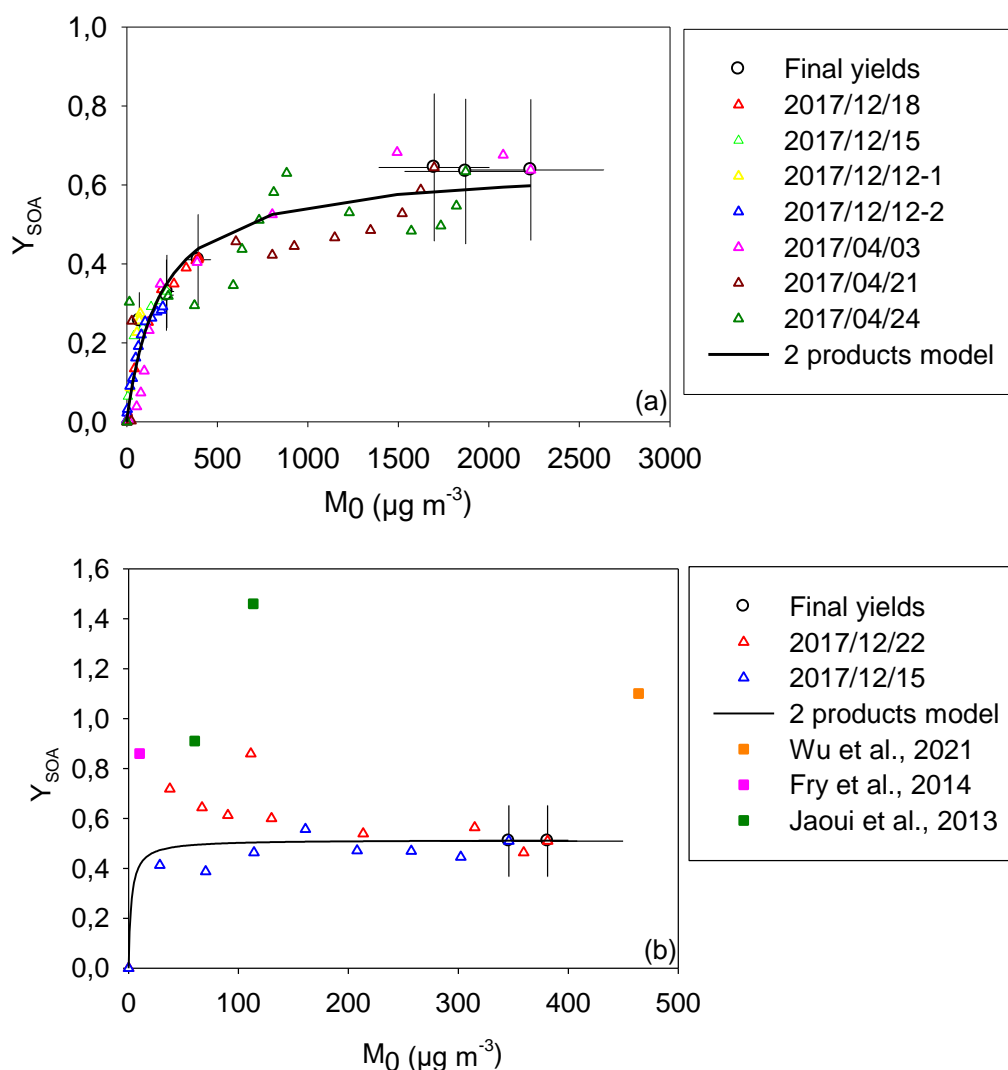 1,0
0,8
0,6
0,4
0,2
0,0
Y_SOA
0 500 1000 1500 2000 2500 3000
M0 (µg m⁻³)
(a)
Final yields
2017/12/18
2017/12/15
2017/12/12-1
2017/12/12-2
2017/04/03
2017/04/21
2017/04/24
2 products model
1,6
1,4
1,2
1,0
0,8
0,6
0,4
0,2
0,0
Y_SOA
0 100 200 300 400 500
M0 (µg m⁻³)
(b)
Final yields
2017/12/22
2017/12/15
2 products model
Wu et al., 2021
Fry et al., 2014
Jaoui et al., 2013